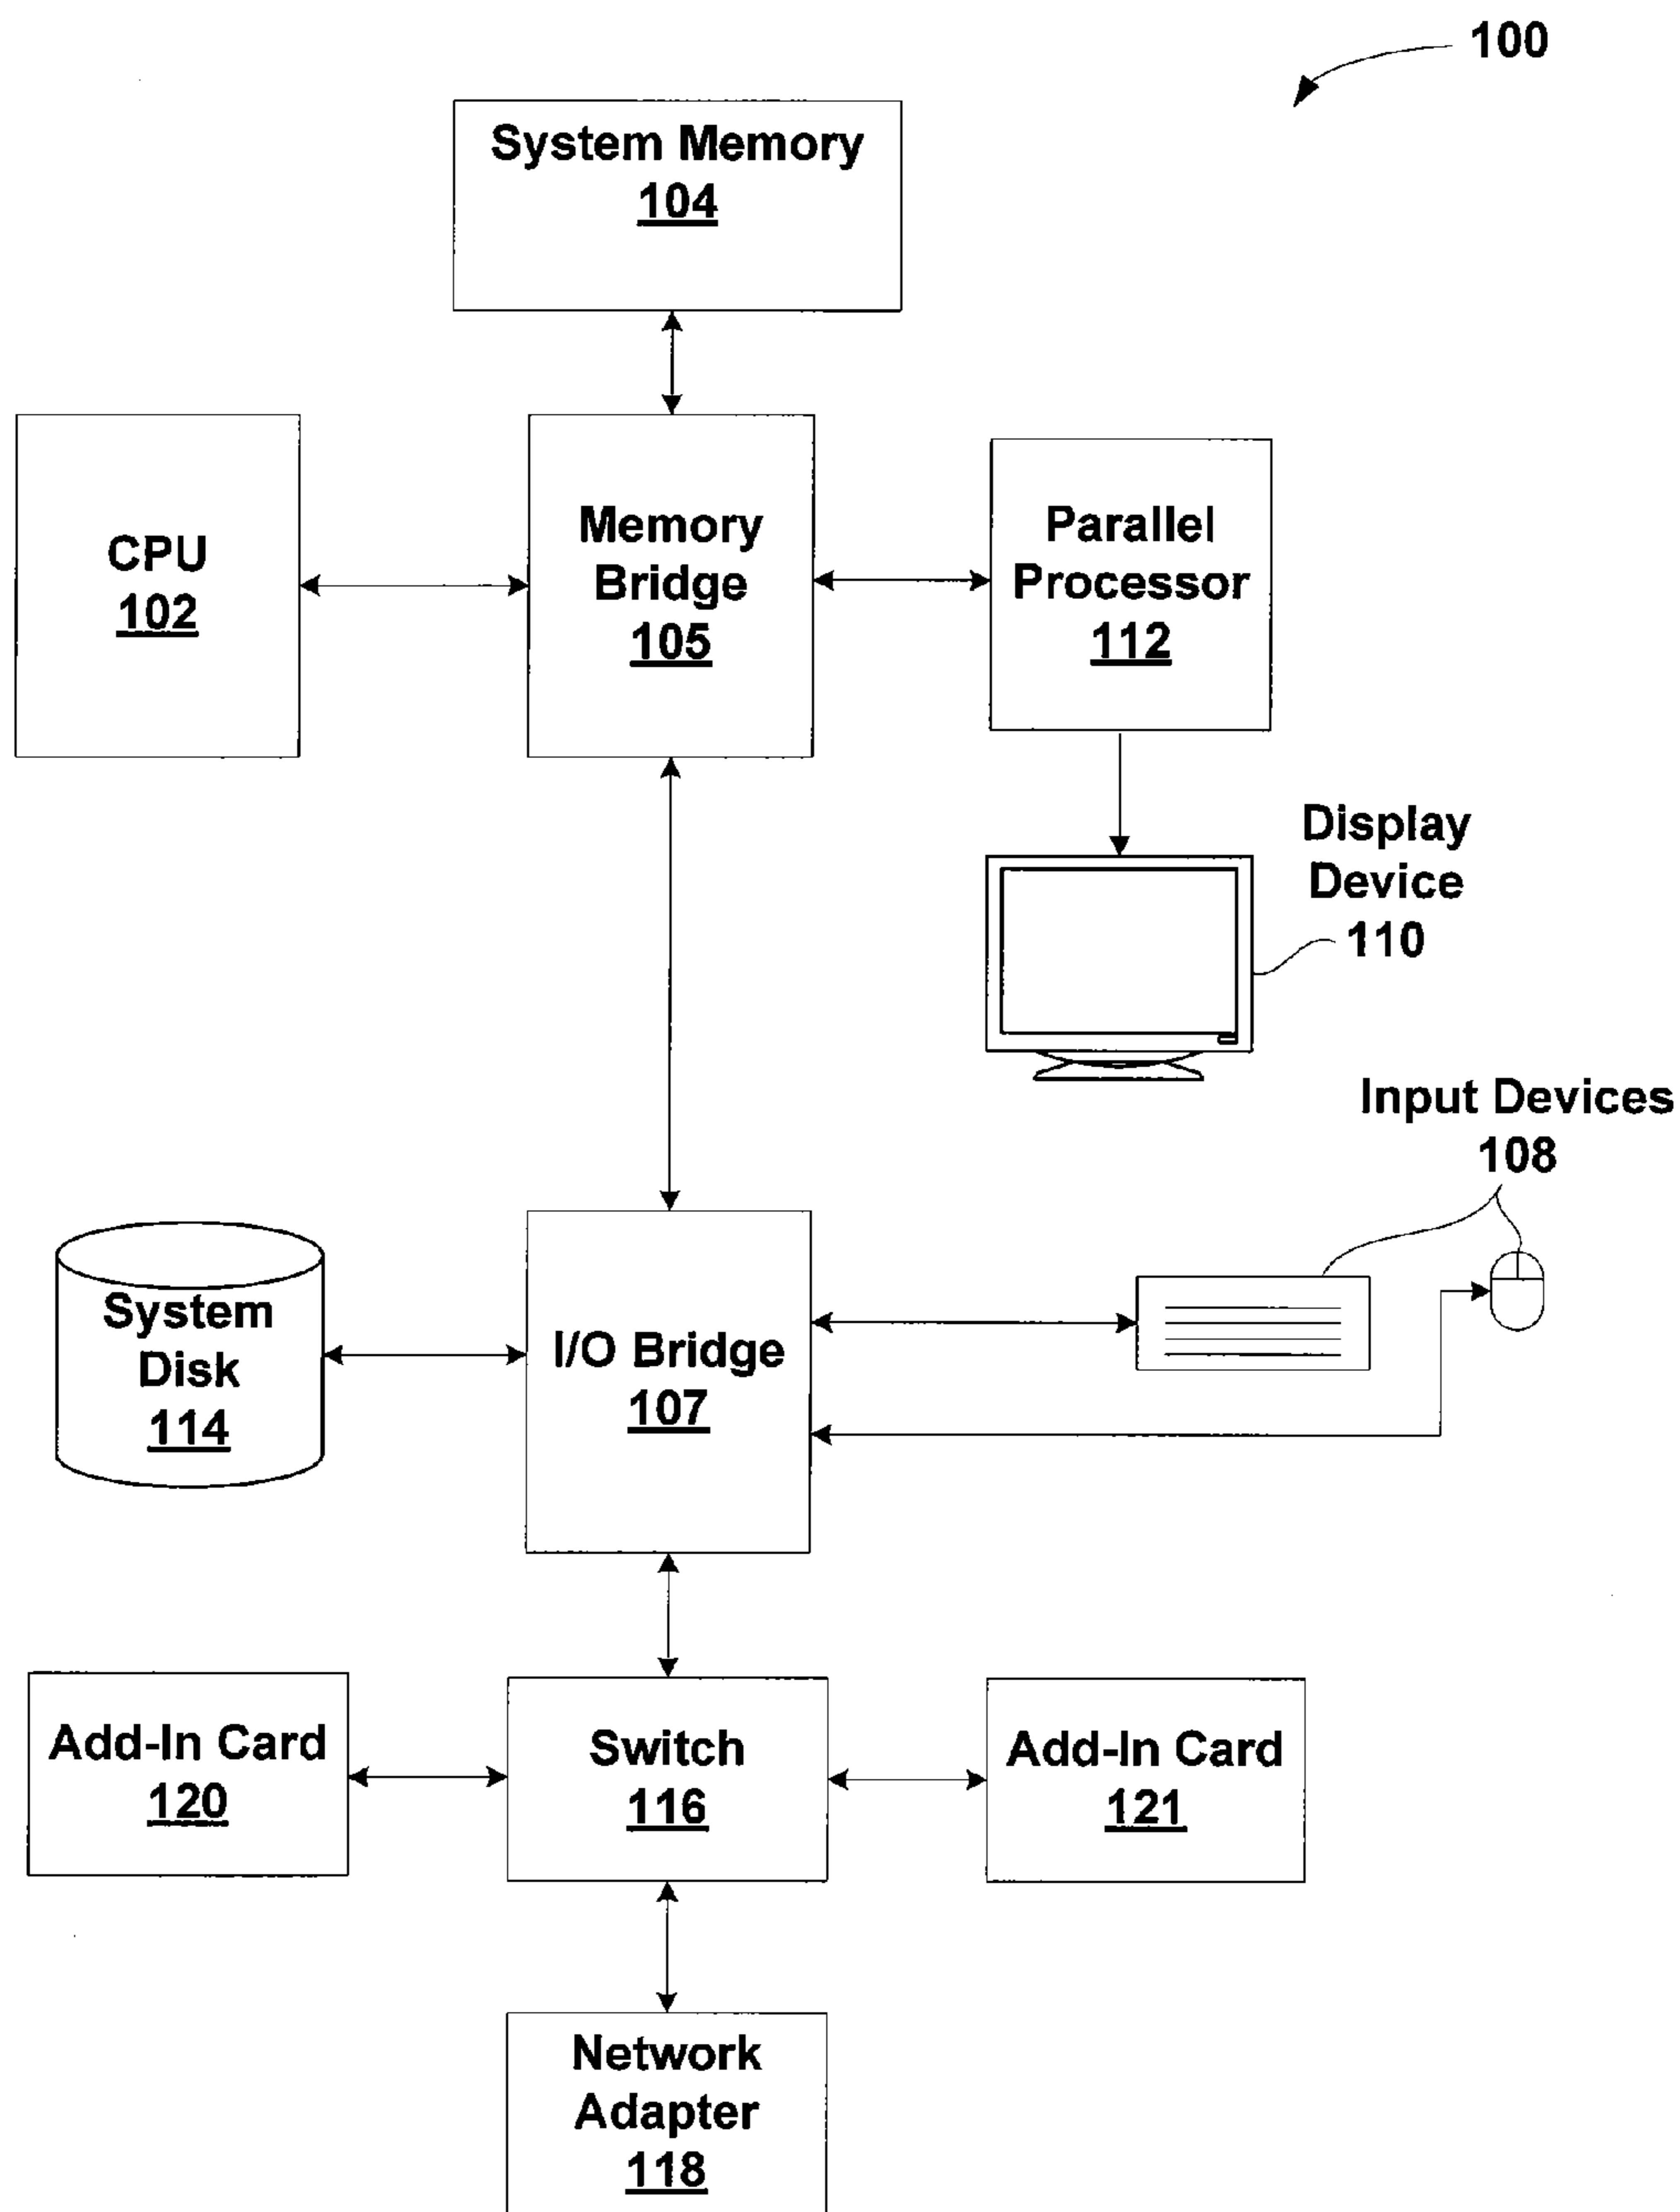 100
System Memory
104
CPU
102
Memory
Bridge
105
Parallel
Processor
112
Display
Device
110
Input Devices
108
System
Disk
114
I/O Bridge
107
Add-In Card
120
Switch
116
Add-In Card
121
Network
Adapter
118